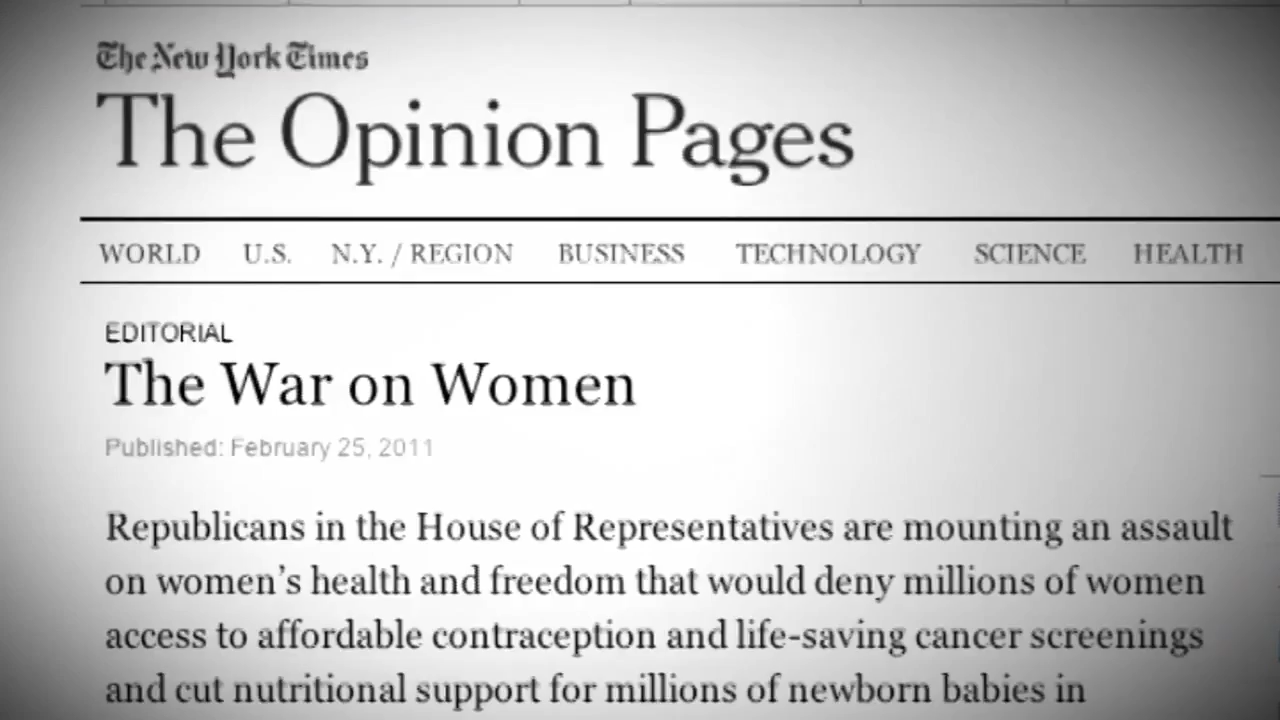 The New York Times
The Opinion Pages
WORLD U.S. N.Y. / REGION BUSINESS TECHNOLOGY SCIENCE HEALTH
EDITORIAL
The War on Women
Published: February 25, 2011
Republicans in the House of Representatives are mounting an assault
on women’s health and freedom that would deny millions of women
access to affordable contraception and life-saving cancer screenings
and cut nutritional support for millions of newborn babies in